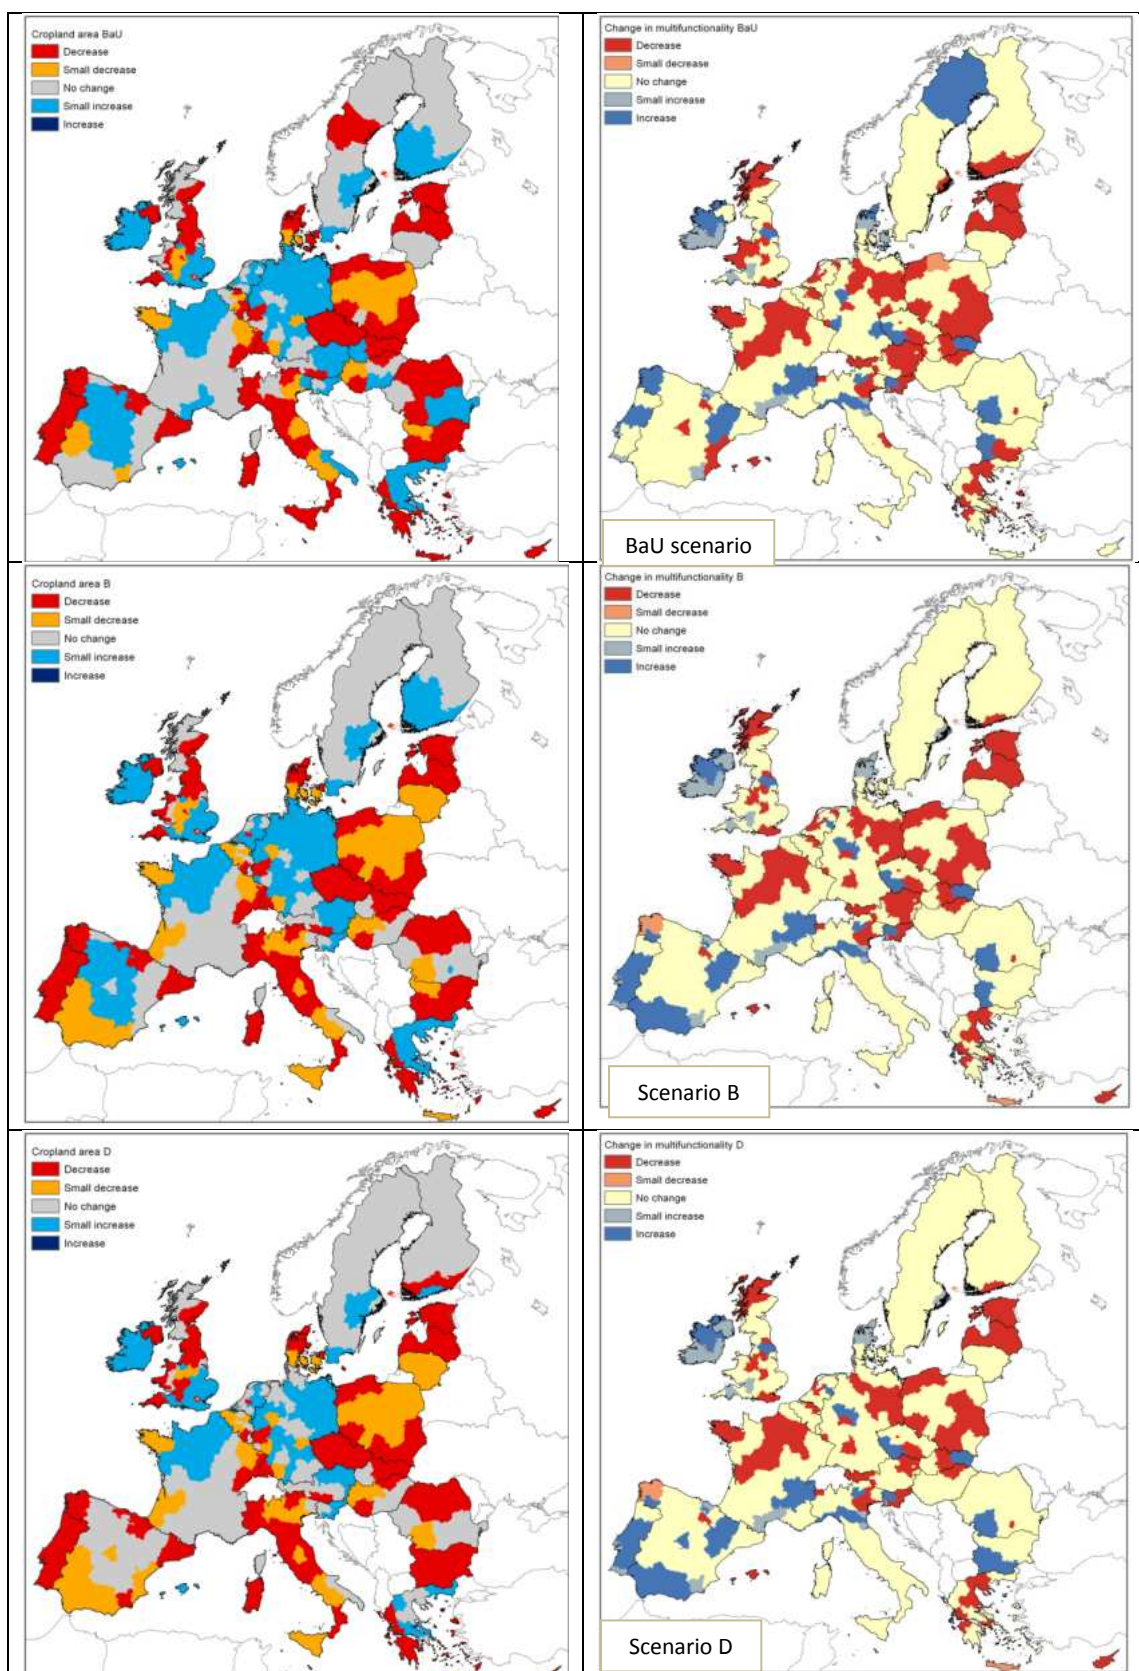 Cropland area BaU
Decrease
Small decrease
No change
Small increase
Increase
Change in multifunctionality BaU
Decrease
Small decrease
No change
Small increase
Increase
BaU scenario
Cropland area B
Decrease
Small decrease
No change
Small increase
Increase
Change in multifunctionality B
Decrease
Small decrease
No change
Small increase
Increase
Scenario B
Cropland area D
Decrease
Small decrease
No change
Small increase
Increase
Change in multifunctionality D
Decrease
Small decrease
No change
Small increase
Increase
Scenario D